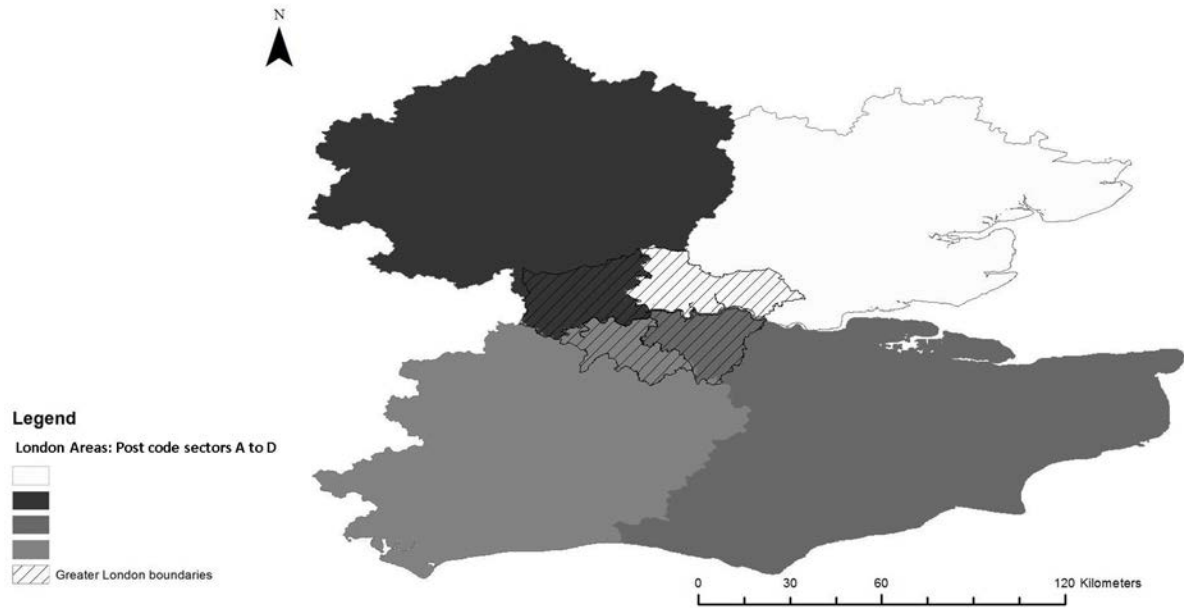 N
Legend
London Areas: Post code sectors A to D
Greater London boundaries
0 30 60 120 Kilometers